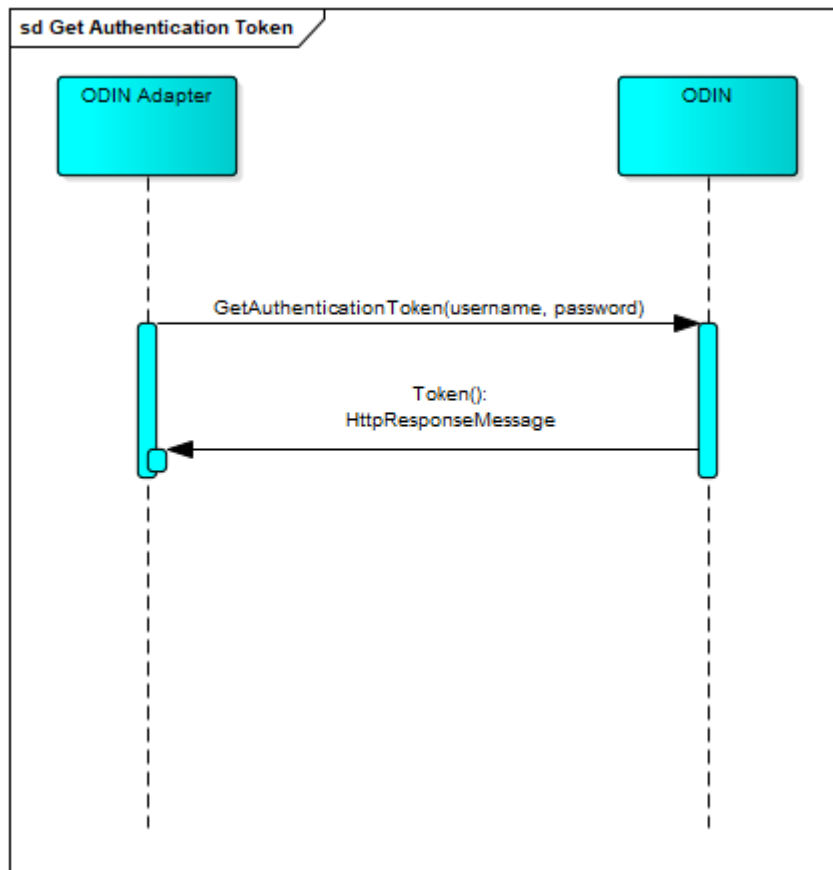 sd Get Authentication Token
ODIN Adapter
ODIN
GetAuthenticationToken(username, password)
Token():
HttpResponseMessage